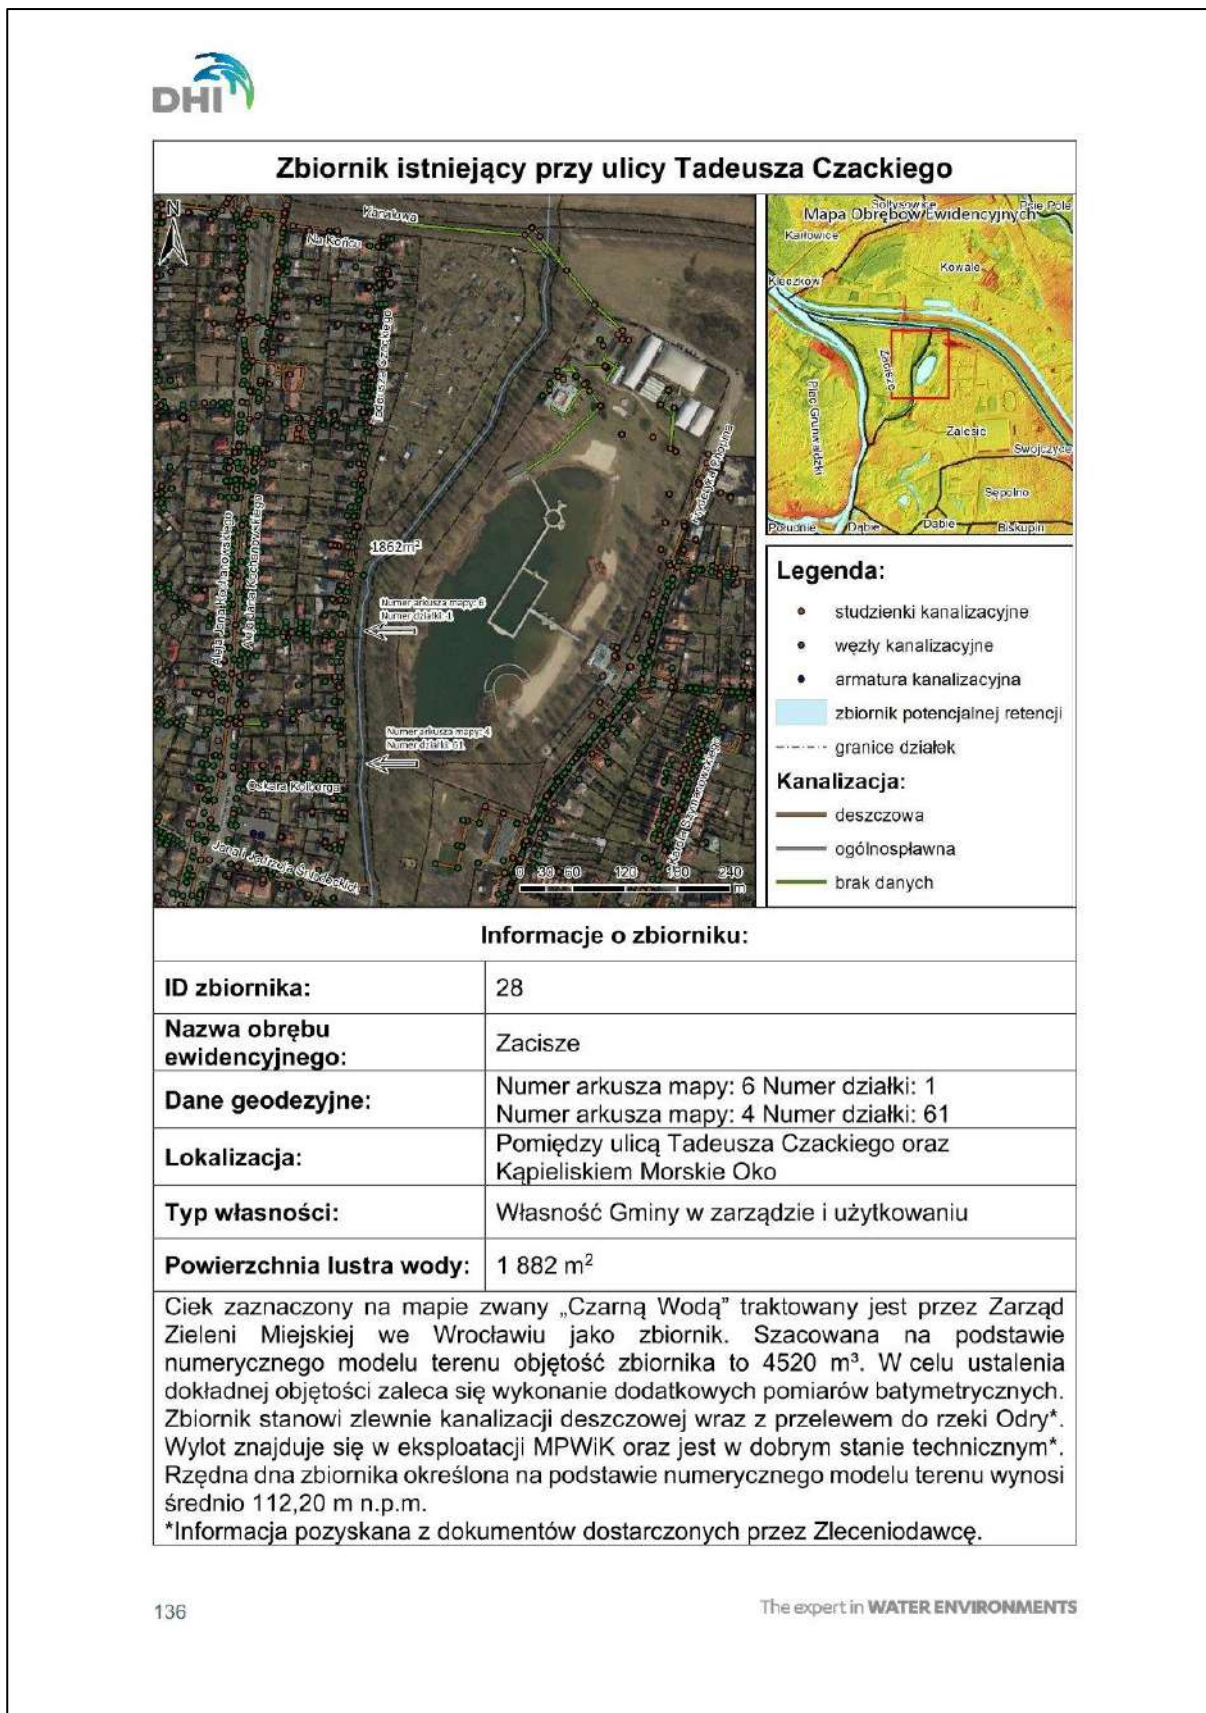 DHI
Zbiornik istniejący przy ulicy Tadeusza Czackiego
N
Kanałowa
Na Końcu
Tadeusza Czackiego
Aleja Jana Kochanowskiego
Aleja Jana Kochanowskiego
Fryderyka Chopina
1862m²
Numer arkusza mapy: 6
Numer działki: 1
Numer arkusza mapy: 4
Numer działki: 61
Oskara Kolberga
Jana i Jędrzeja Śniadeckich
Karola Szymanowskiego
0 30 60 120 180 240
m
Sołtysowice
Psie Pole
Mapa Obrębów Ewidencyjnych
Karłowice
Kowale
Kleczków
Zacisze
Plac Grunwaldzki
Zalesie
Swojczyce
Sępolno
Południe
Dąbie
Dąbie
Biskupin
Legenda:
studzienki kanalizacyjne
węzły kanalizacyjne
armatura kanalizacyjna
zbiornik potencjalnej retencji
granice działek
Kanalizacja:
deszczowa
ogólnospławna
brak danych
Informacje o zbiorniku:
ID zbiornika: 28
Nazwa obrębu
ewidencyjnego: Zacisze
Dane geodezyjne: Numer arkusza mapy: 6 Numer działki: 1
Numer arkusza mapy: 4 Numer działki: 61
Lokalizacja: Pomiędzy ulicą Tadeusza Czackiego oraz
Kąpieliskiem Morskie Oko
Typ własności: Własność Gminy w zarządzie i użytkowaniu
Powierzchnia lustra wody: 1 882 m²
Ciek zaznaczony na mapie zwany „Czarną Wodą” traktowany jest przez Zarząd
Zieleni Miejskiej we Wrocławiu jako zbiornik. Szacowana na podstawie
numerycznego modelu terenu objętość zbiornika to 4520 m³. W celu ustalenia
dokładnej objętości zaleca się wykonanie dodatkowych pomiarów batymetrycznych.
Zbiornik stanowi zlewnie kanalizacji deszczowej wraz z przelewem do rzeki Odry*.
Wylot znajduje się w eksploatacji MPWiK oraz jest w dobrym stanie technicznym*.
Rzędna dna zbiornika określona na podstawie numerycznego modelu terenu wynosi
średnio 112,20 m n.p.m.
*Informacja pozyskana z dokumentów dostarczonych przez Zleceniodawcę.
136
The expert in WATER ENVIRONMENTS